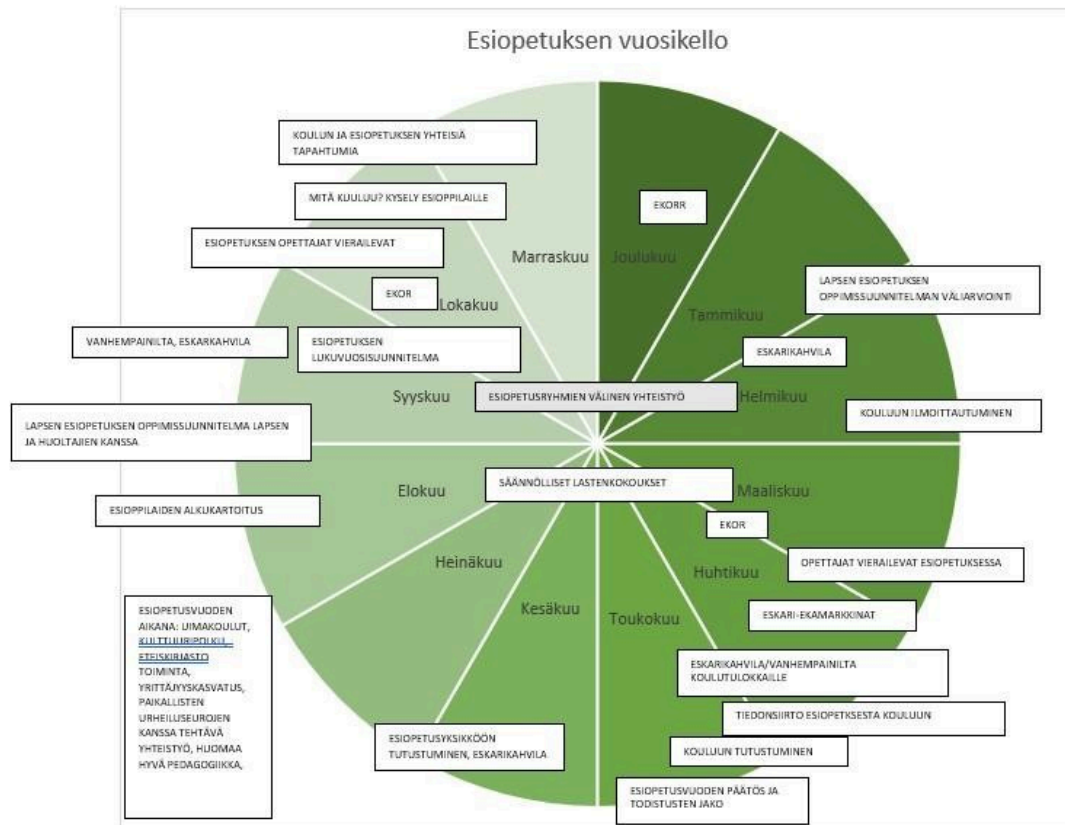 Esiopetuksen vuosikello
KOULUN JA ESIOPETUKSEN YHTEISIÄ
TAPAHTUMIA
MITÄ KUULUU? KYSELY ESIOPPILAILLE
EKORR
ESIOPETUKSEN OPETTAJAT VIERAILEVAT
Marraskuu
Joulukuu
LAPSEN ESIOPETUKSEN
OPPIMISSUUNNITELMAN VÄLIARVIOINTI
EKOR
Lokakuu
Tammikuu
VANHEMPAINILTA, ESKARKAHVILA
ESIOPETUKSEN
LUKUVUOSISUUNNITELMA
ESKARIKAHVILA
Syyskuu
ESIOPETUSRYHMIEN VÄLINEN YHTEISTYÖ
Helmikuu
KOULUUN ILMOITTAUTUMINEN
LAPSEN ESIOPETUKSEN OPPIMISSUUNNITELMA LAPSEN
JA HUOLTAJIEN KANSSA
Elokuu
SÄÄNNÖLLISET LASTENKOKOUKSET
Maaliskuu
ESIOPPILAIDEN ALKUKARTOITUS
EKOR
Heinäkuu
Huhtikuu
OPETTAJAT VIERAILEVAT ESIOPETUKSESSA
Kesäkuu
Toukokuu
ESKARI-EKAMARKKINAT
ESIOPETUSVUODEN
AIKANA: UIMAKOULUT,
KULTTUURIPOLKU,
ETEISKIRJASTO
TOIMINTA,
YRITTÄJYYSKASVATUS,
PAIKALLISTEN
URHEILUSEUROJEN
KANSSA TEHTÄVÄ
YHTEISTYÖ, HUOMAA
HYVÄ PEDAGOGIIKKA,
ESKARIKAHVILA/VANHEMPAINILTA
KOULUTULOKKAILLE
TIEDONSIIRTO ESIOPETKSESTA KOULUUN
ESIOPETUSYKSIKKÖÖN
TUTUSTUMINEN, ESKARIKAHVILA
KOULUUN TUTUSTUMINEN
ESIOPETUSVUODEN PÄÄTÖS JA
TODISTUSTEN JAKO